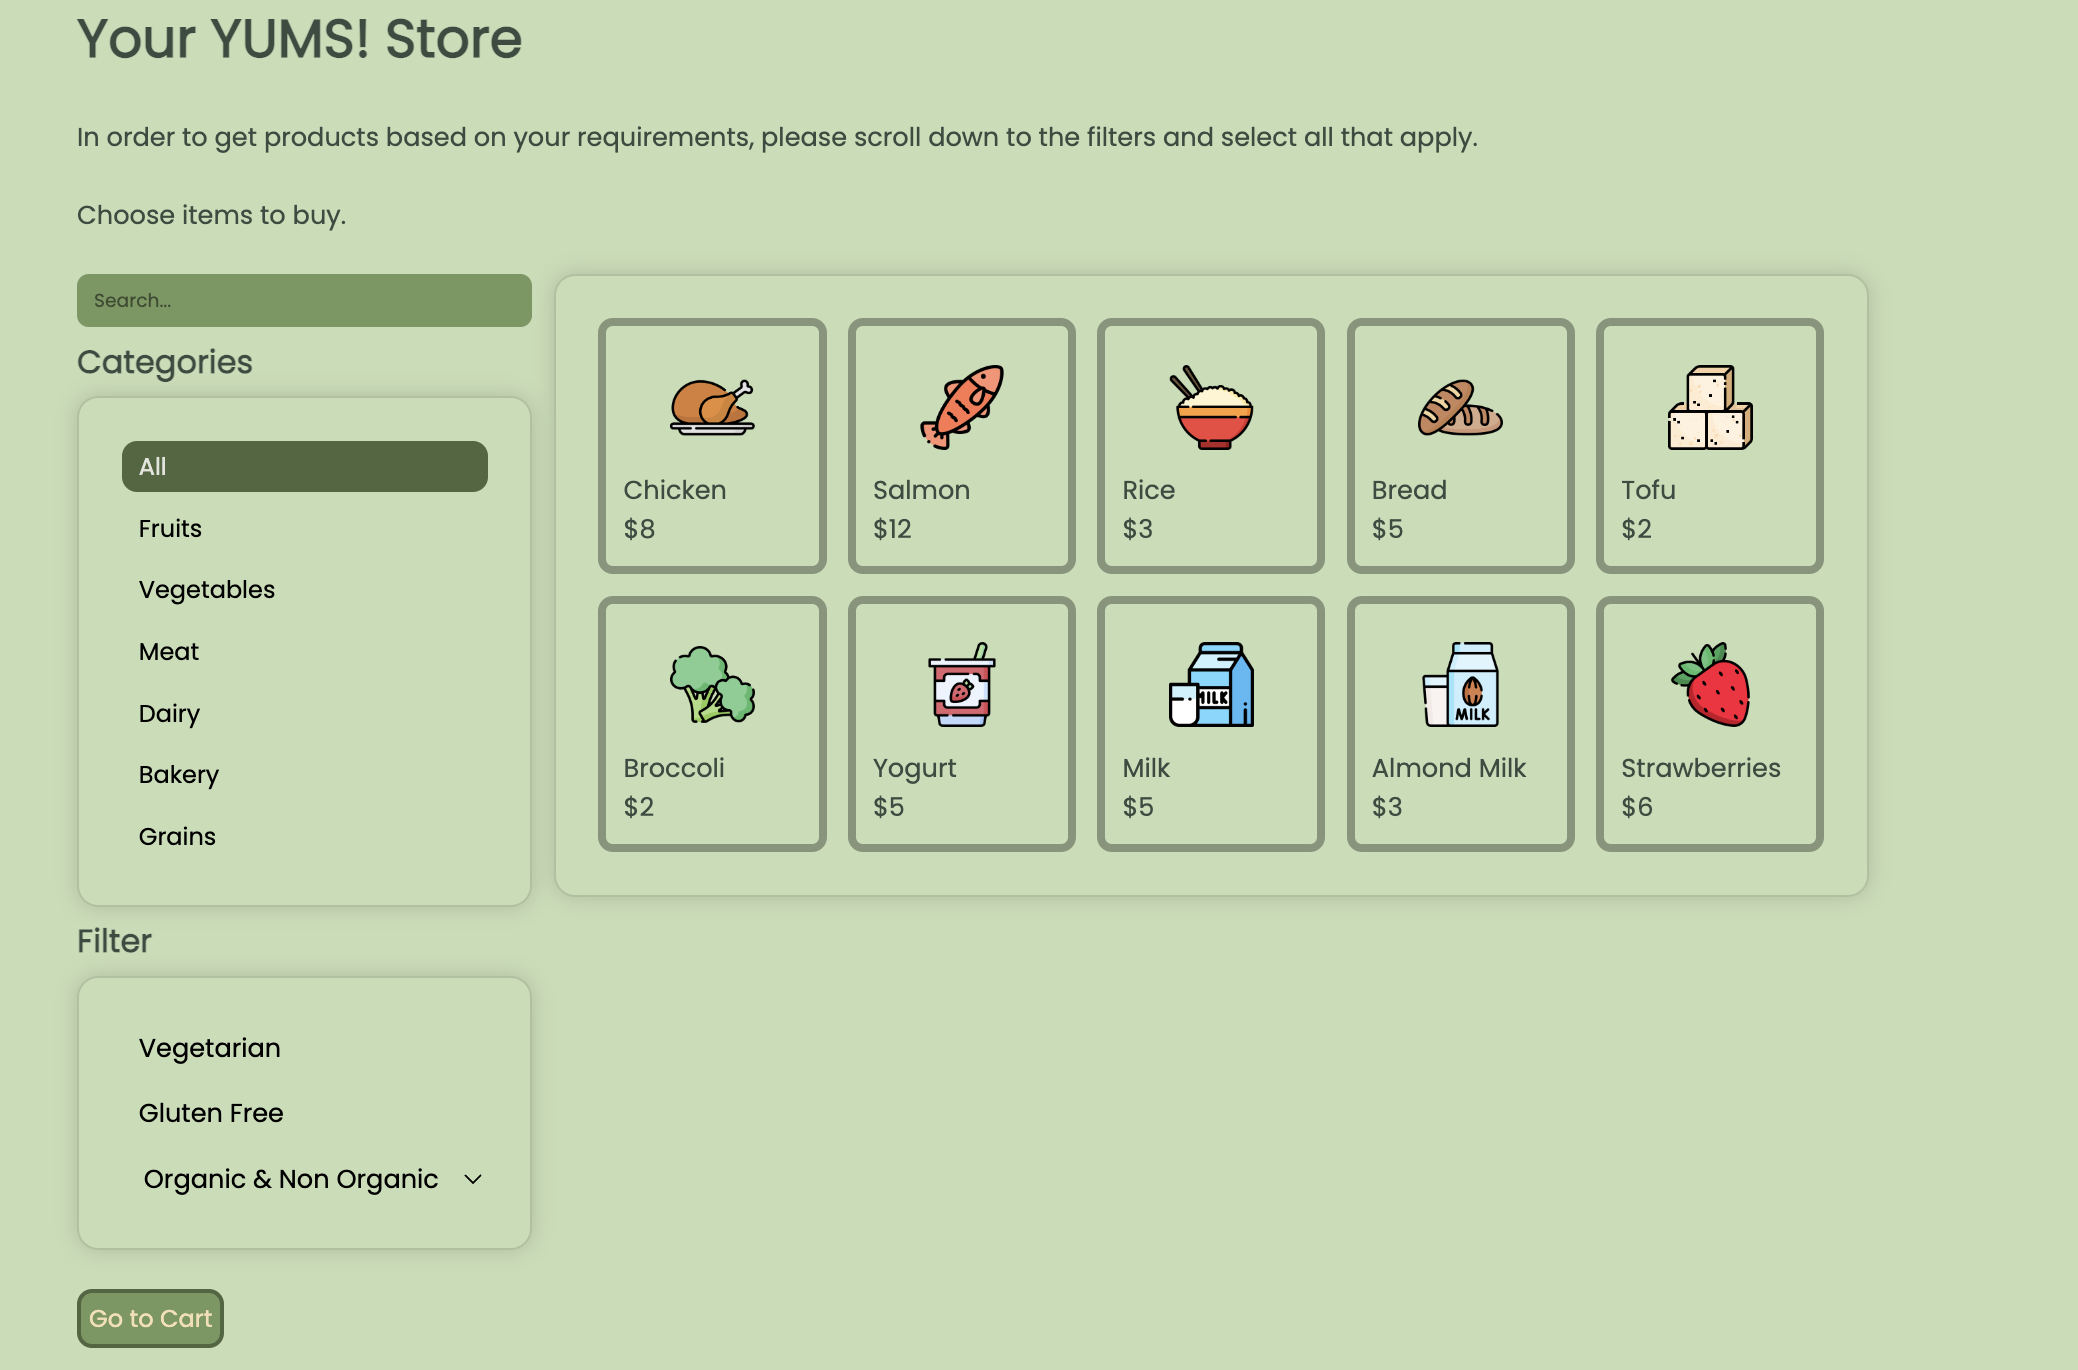 Your YUMS! Store
In order to get products based on your requirements, please scroll down to the filters and select all that apply.
Choose items to buy.
Search...
Categories
All
Fruits
Vegetables
Meat
Dairy
Bakery
Grains
Filter
Vegetarian
Gluten Free
Organic & Non Organic
Go to Cart
Chicken
$8
Salmon
$12
Rice
$3
Bread
$5
Tofu
$2
Broccoli
$2
Yogurt
$5
MILK
Milk
$5
MILK
Almond Milk
$3
Strawberries
$6